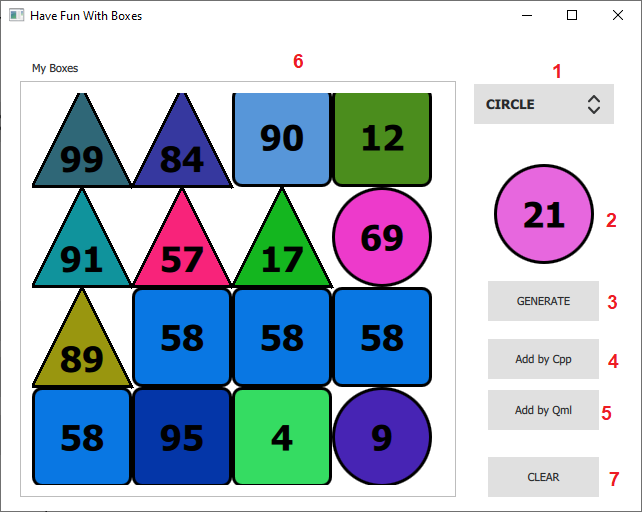 Have Fun With Boxes
6
My Boxes
1
CIRCLE
99 84 90 12
21
2
91 57 17 69
GENERATE
3
89 58 58 58
Add by Cpp
4
Add by Qml
5
58 95 4 9
CLEAR
7